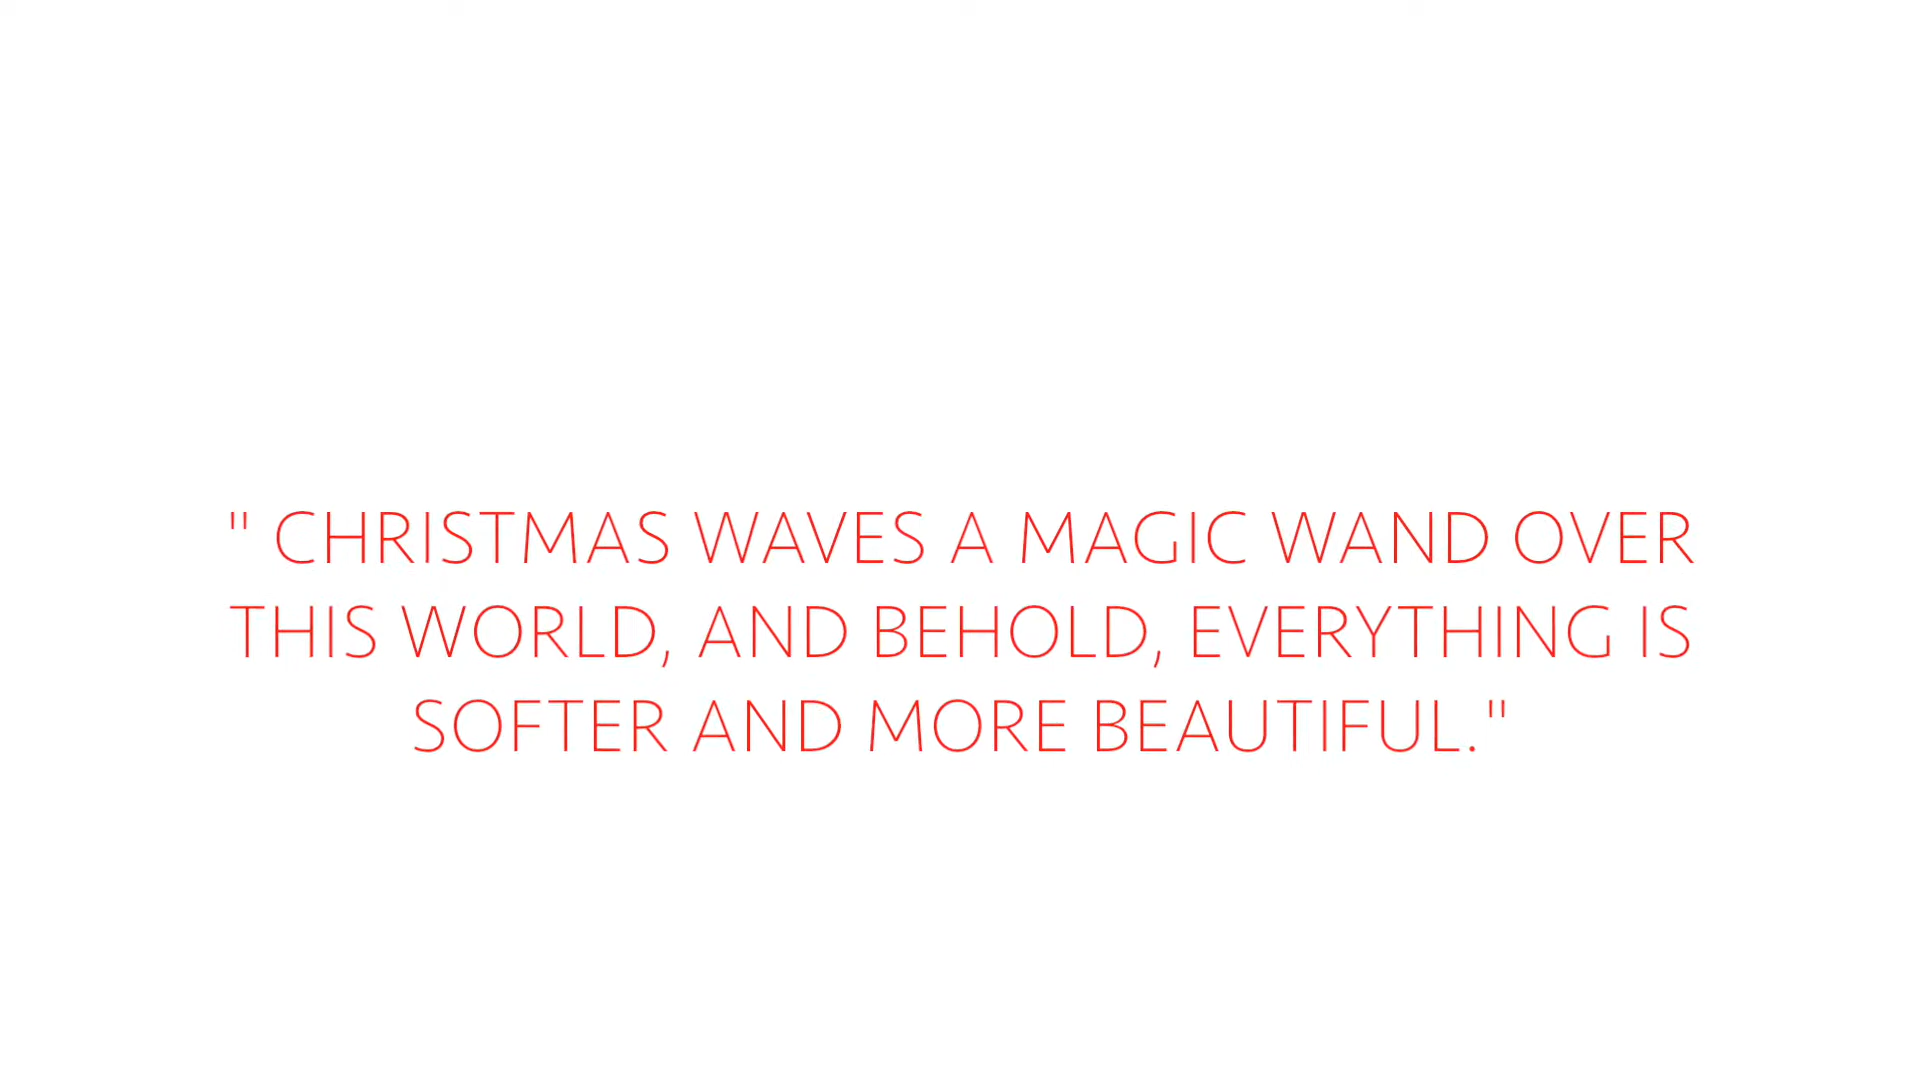 " CHRISTMAS WAVES A MAGIC WAND OVER
THIS WORLD, AND BEHOLD, EVERYTHING IS
SOFTER AND MORE BEAUTIFUL."